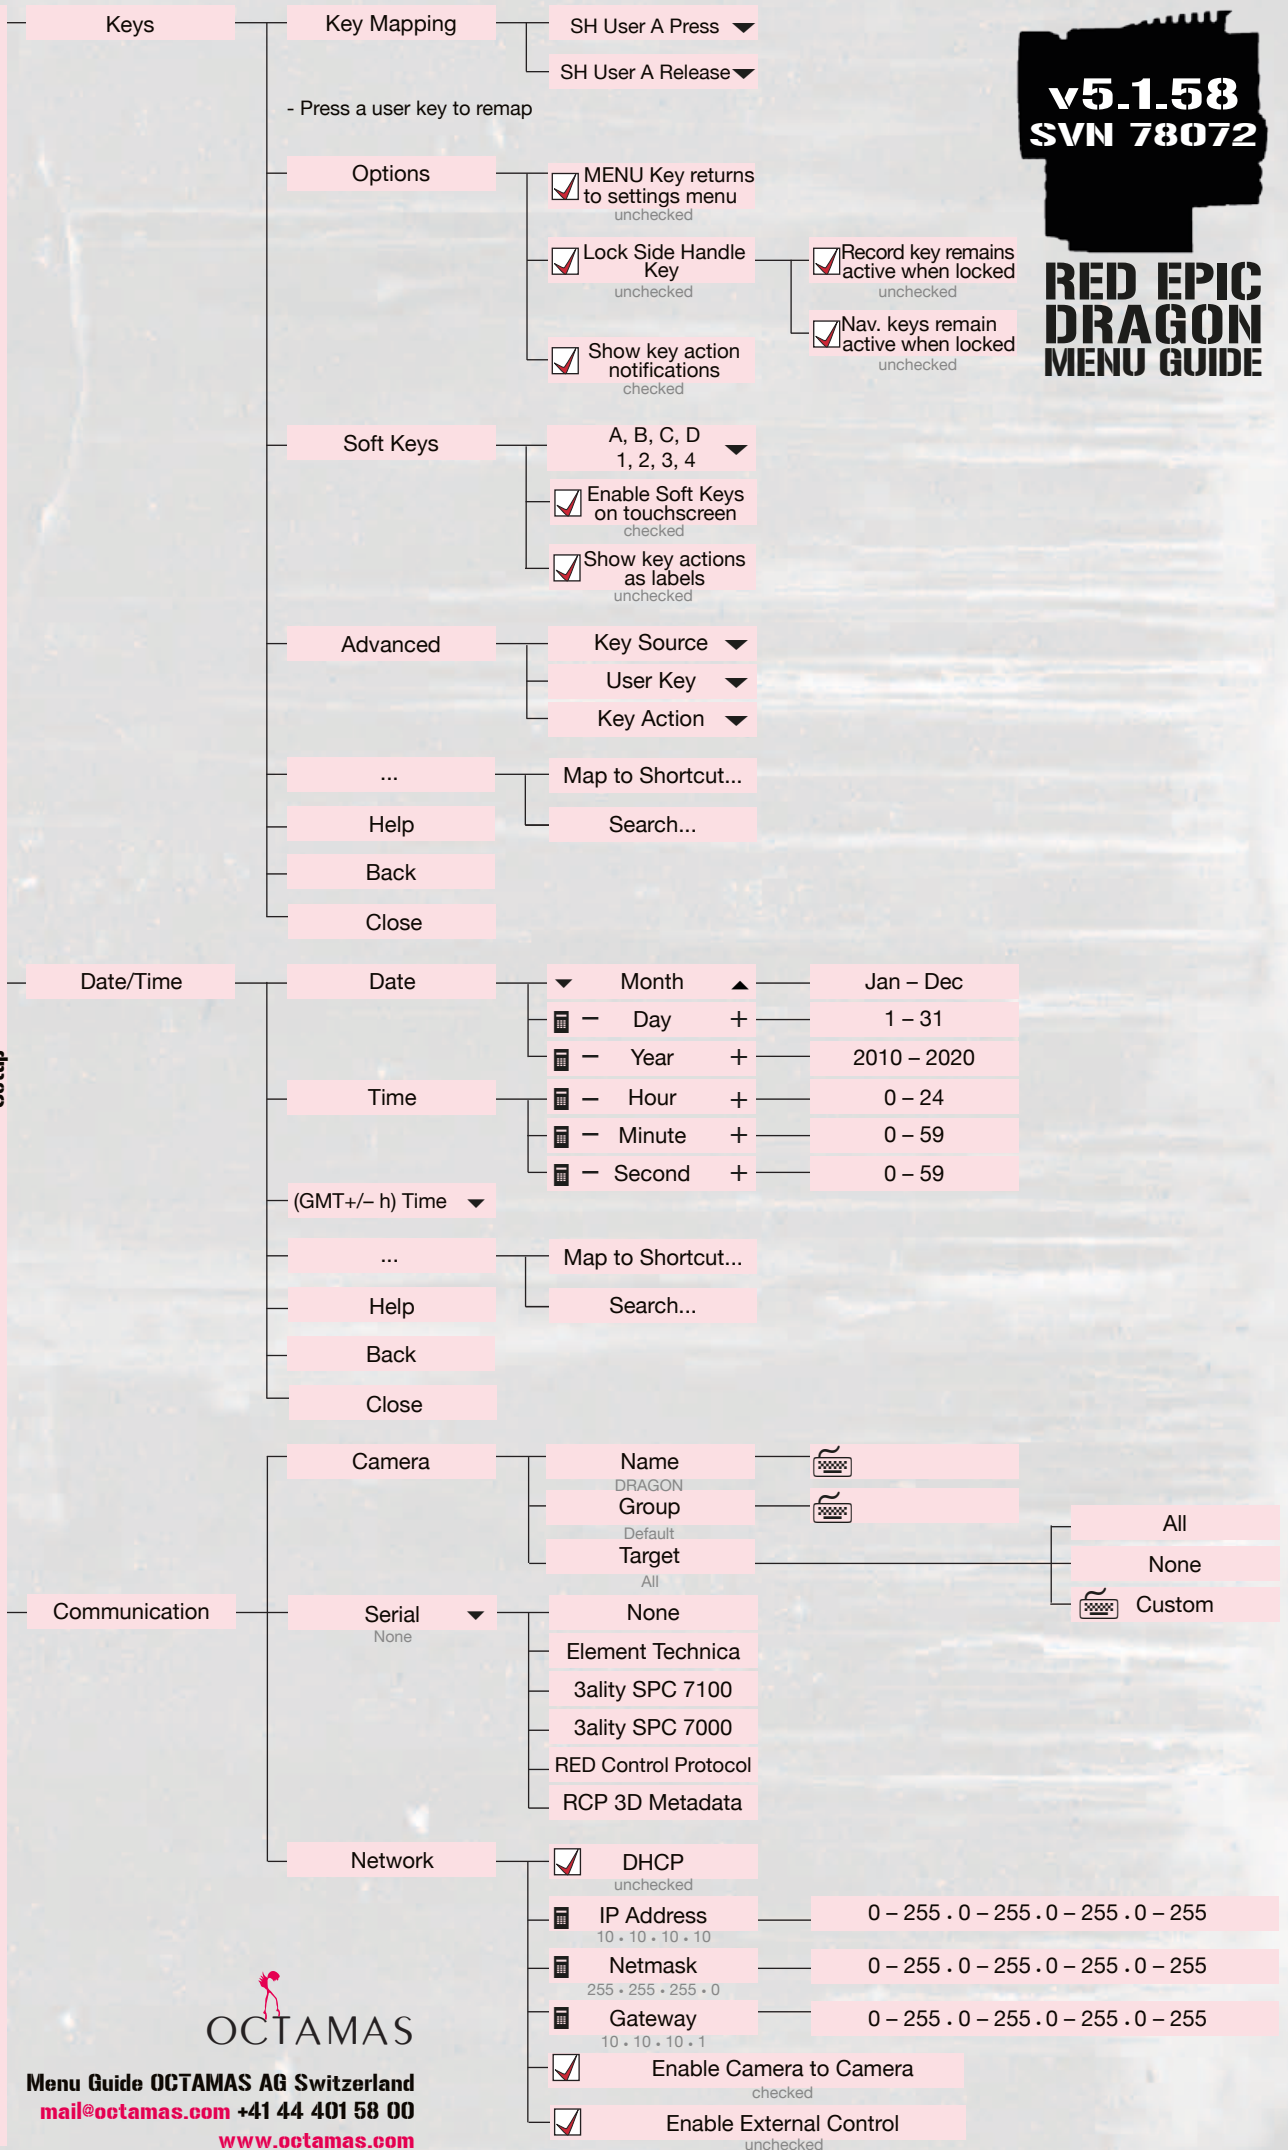 Keys
Key Mapping
SH User A Press
SH User A Release
- Press a user key to remap
Options
MENU Key returns
to settings menu
unchecked
Lock Side Handle
Key
unchecked
Record key remains
active when locked
unchecked
Nav. keys remain
active when locked
unchecked
Show key action
notifications
checked
v5.1.58
SVN 78072
RED EPIC
DRAGON
MENU GUIDE
Soft Keys
A, B, C, D
1, 2, 3, 4
Enable Soft Keys
on touchscreen
checked
Show key actions
as labels
unchecked
Advanced
Key Source
User Key
Key Action
...
Map to Shortcut...
Search...
Help
Back
Close
Date/Time
Date
Month
Jan – Dec
– Day +
1 – 31
– Year +
2010 – 2020
Time
– Hour +
0 – 24
– Minute +
0 – 59
– Second +
0 – 59
(GMT+/– h) Time
...
Map to Shortcut...
Search...
Help
Back
Close
Setup
Communication
Camera
Name
DRAGON
Group
Default
Target
All
All
None
Custom
Serial
None
None
Element Technica
3ality SPC 7100
3ality SPC 7000
RED Control Protocol
RCP 3D Metadata
Network
DHCP
unchecked
IP Address
10 • 10 • 10 • 10
0 – 255 . 0 – 255 . 0 – 255 . 0 – 255
Netmask
255 • 255 • 255 • 0
0 – 255 . 0 – 255 . 0 – 255 . 0 – 255
Gateway
10 • 10 • 10 • 1
0 – 255 . 0 – 255 . 0 – 255 . 0 – 255
Enable Camera to Camera
checked
Enable External Control
unchecked
OCTAMAS
Menu Guide OCTAMAS AG Switzerland
mail@octamas.com +41 44 401 58 00
www.octamas.com